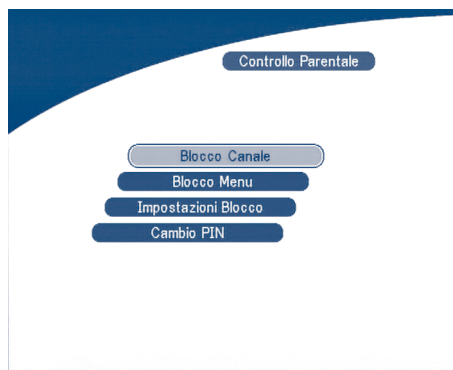 Controllo Parentale
Blocco Canale
Blocco Menu
Impostazioni Blocco
Cambio PIN